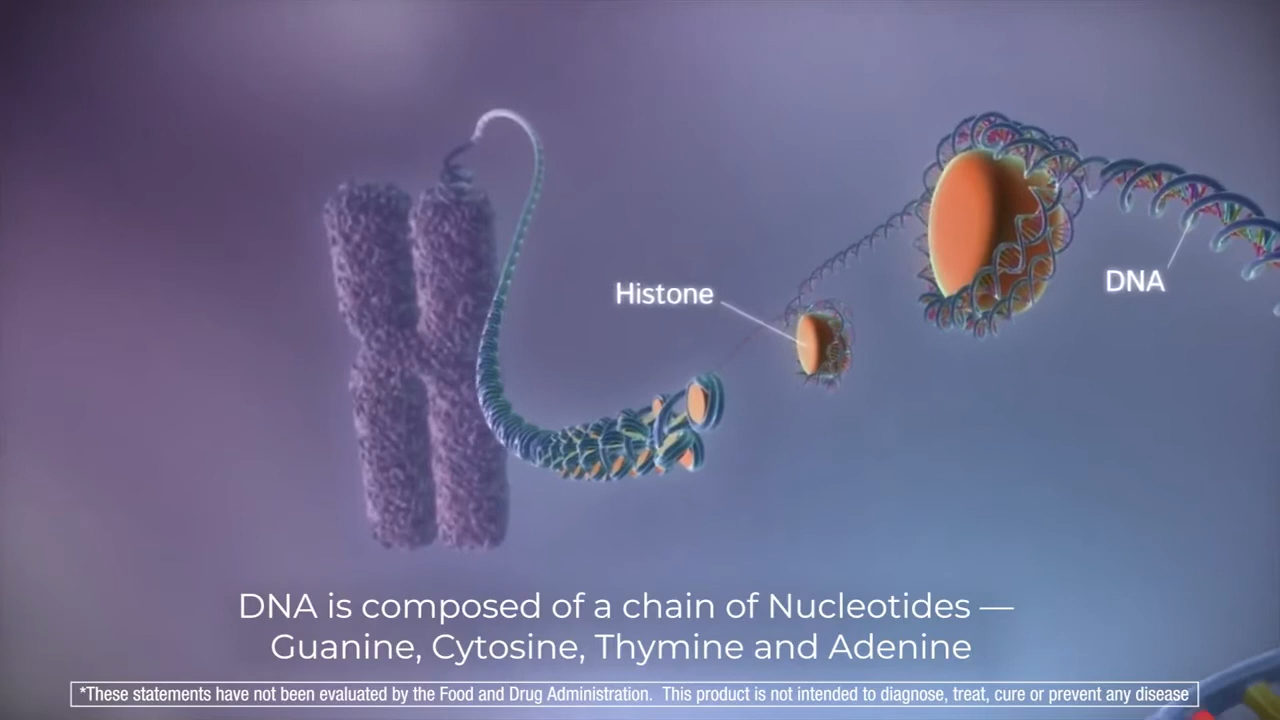 Histone
DNA
DNA is composed of a chain of Nucleotides —
Guanine, Cytosine, Thymine and Adenine
*These statements have not been evaluated by the Food and Drug Administration.  This product is not intended to diagnose, treat, cure or prevent any disease